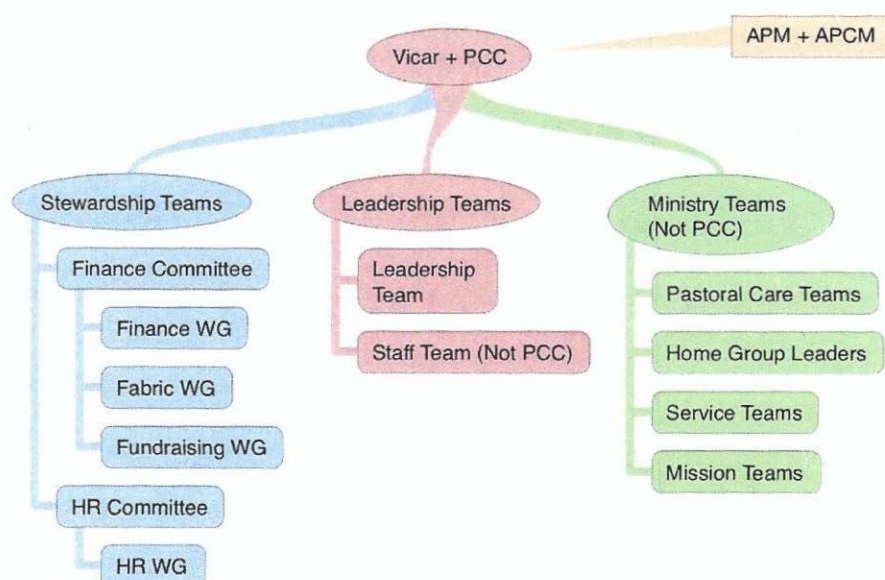 APM + APCM
Vicar + PCC
Stewardship Teams
Finance Committee
Finance WG
Fabric WG
Fundraising WG
HR Committee
HR WG
Leadership Teams
Leadership
Team
Staff Team (Not PCC)
Ministry Teams
(Not PCC)
Pastoral Care Teams
Home Group Leaders
Service Teams
Mission Teams